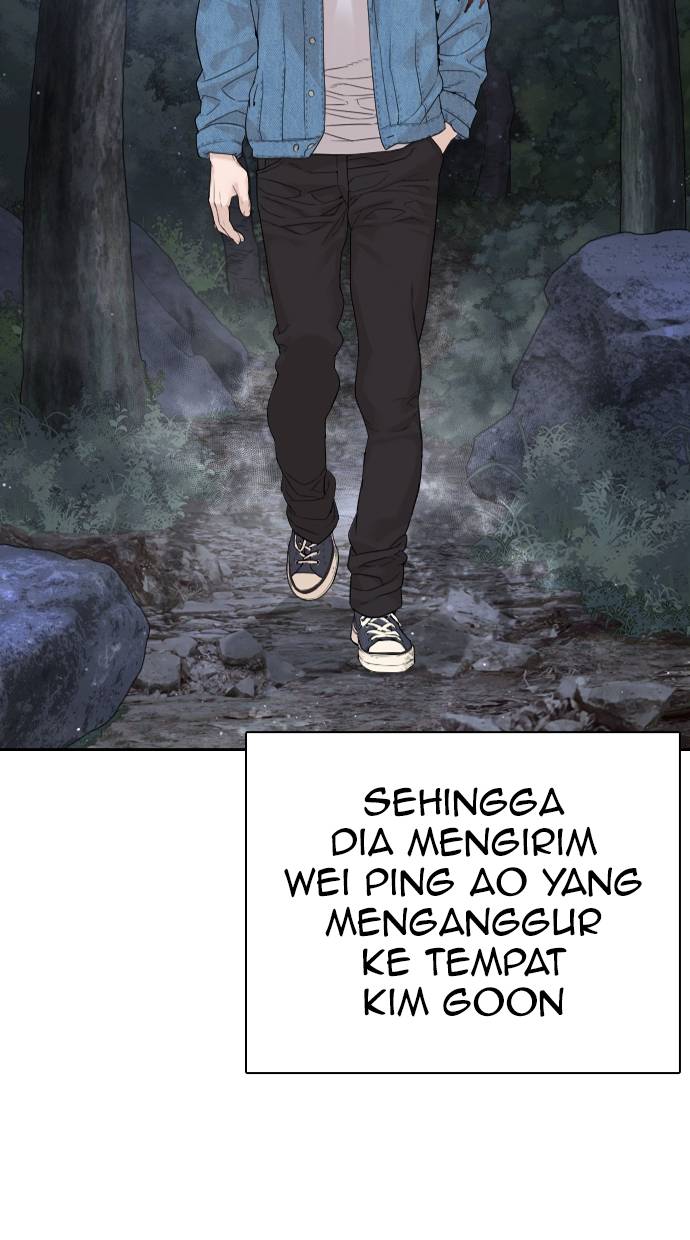 SEHINGGA
DIA MENGIRIM
WEI PING AO YANG
MENGANGGUR
KE TEMPAT
KIM GOON